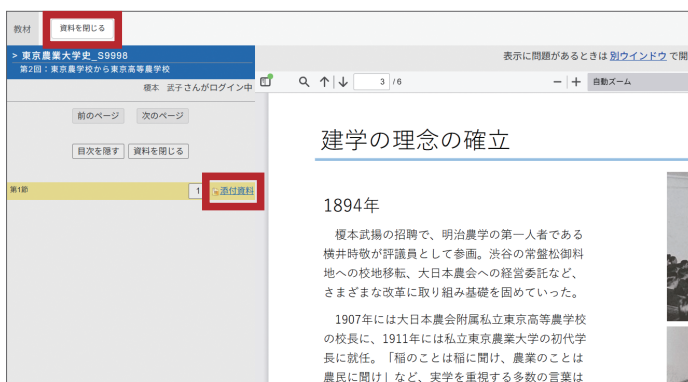 教材
資料を閉じる
> 東京農業大学史_S9998
第2回：東京農学校から東京高等農学校
榎本 武子さんがログイン中
前のページ 次のページ
目次を隠す 資料を閉じる
第1節 1 添付資料
表示に問題があるときは 別ウインドウ で開
3 / 6
自動ズーム
建学の理念の確立
1894年
榎本武揚の招聘で、明治農学の第一人者である
横井時敬が評議員として参画。渋谷の常盤松御料
地への校地移転、大日本農会への経営委託など、
さまざまな改革に取り組み基礎を固めていった。
1907年には大日本農会附属私立東京高等農学校
の校長に、1911年には私立東京農業大学の初代学
長に就任。「稲のことは稲に聞け、農業のことは
農民に聞け」など、実学を重視する多数の言葉は